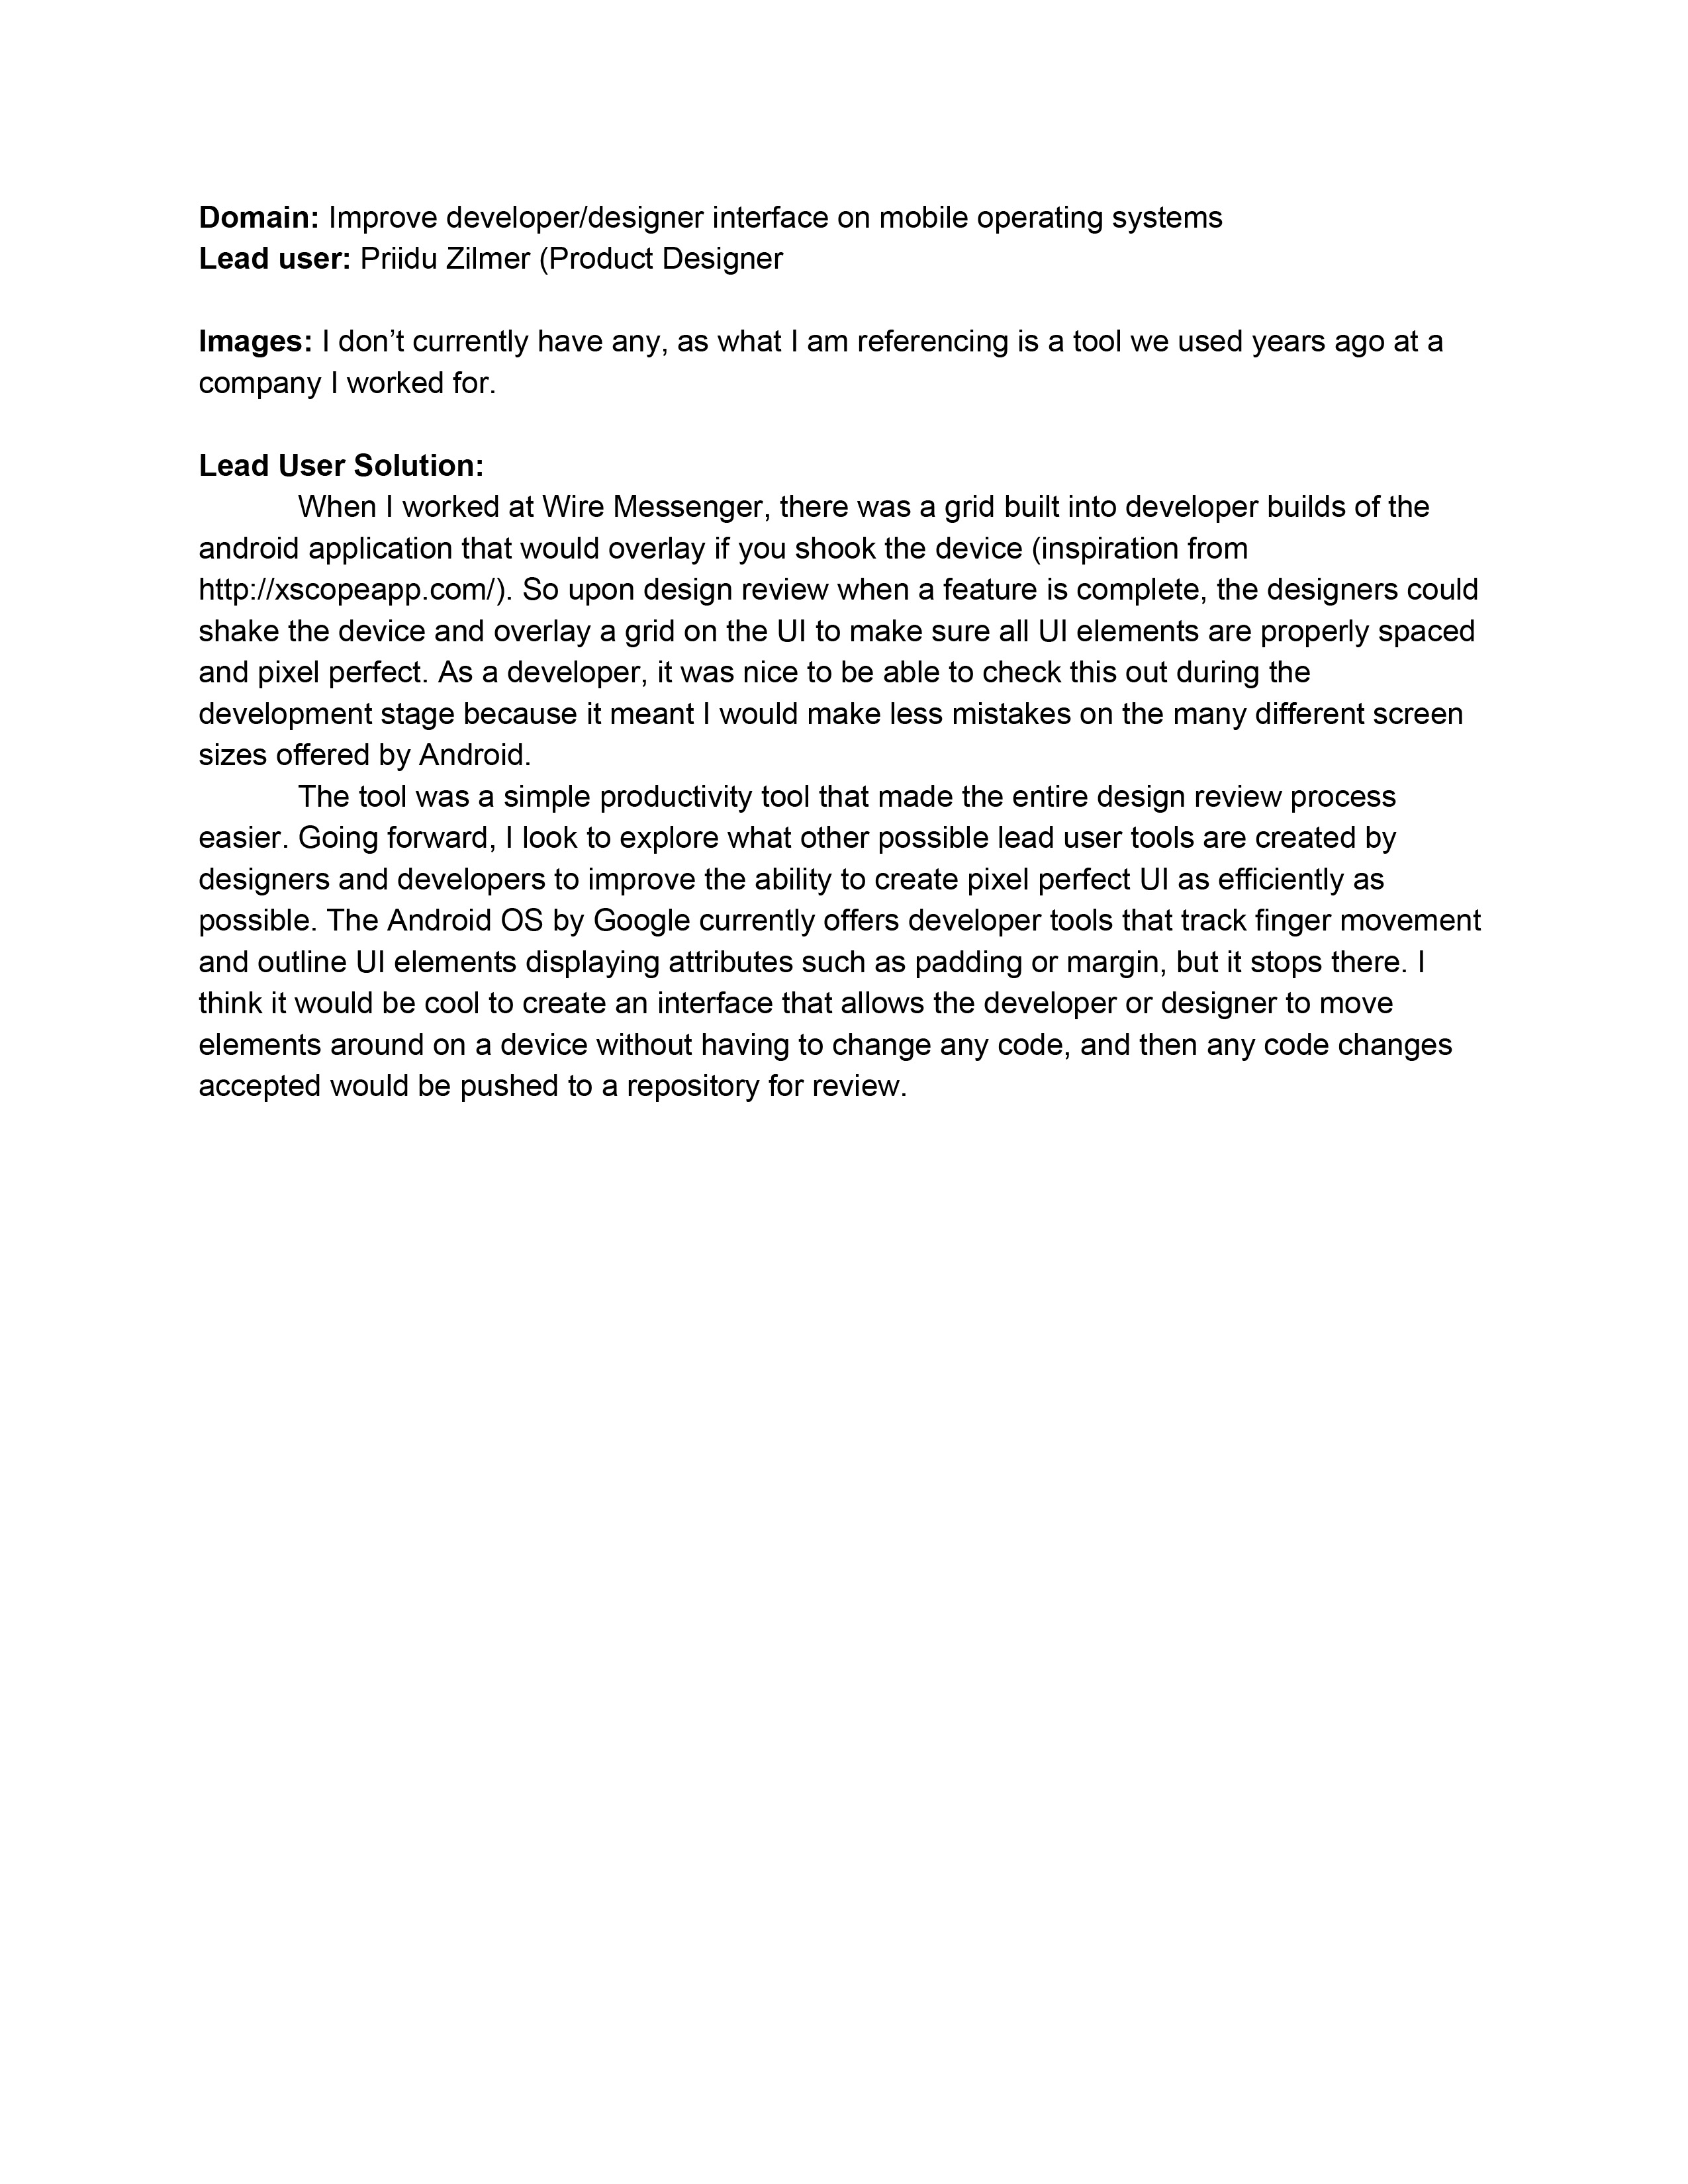 Domain: Improve developer/designer interface on mobile operating systems
Lead user: Priidu Zilmer (Product Designer
Images: I don’t currently have any, as what I am referencing is a tool we used years ago at a
company I worked for.
Lead User Solution:
When I worked at Wire Messenger, there was a grid built into developer builds of the
android application that would overlay if you shook the device (inspiration from
http://xscopeapp.com/). So upon design review when a feature is complete, the designers could
shake the device and overlay a grid on the UI to make sure all UI elements are properly spaced
and pixel perfect. As a developer, it was nice to be able to check this out during the
development stage because it meant I would make less mistakes on the many different screen
sizes offered by Android.
The tool was a simple productivity tool that made the entire design review process
easier. Going forward, I look to explore what other possible lead user tools are created by
designers and developers to improve the ability to create pixel perfect UI as efficiently as
possible. The Android OS by Google currently offers developer tools that track finger movement
and outline UI elements displaying attributes such as padding or margin, but it stops there. I
think it would be cool to create an interface that allows the developer or designer to move
elements around on a device without having to change any code, and then any code changes
accepted would be pushed to a repository for review.